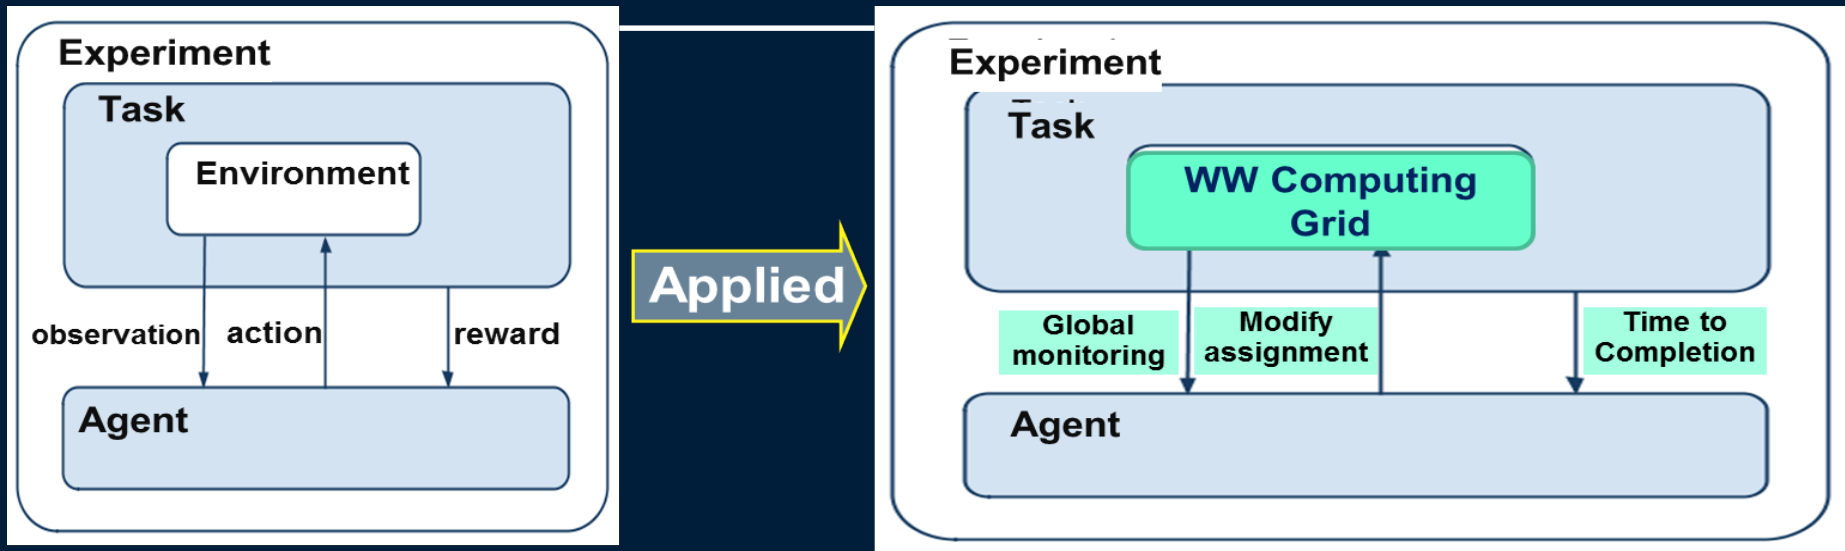 Experiment
Task
Environment
observation
action
reward
Agent
Applied
Experiment
Task
WW Computing
Grid
Global
monitoring
Modify
assignment
Time to
Completion
Agent